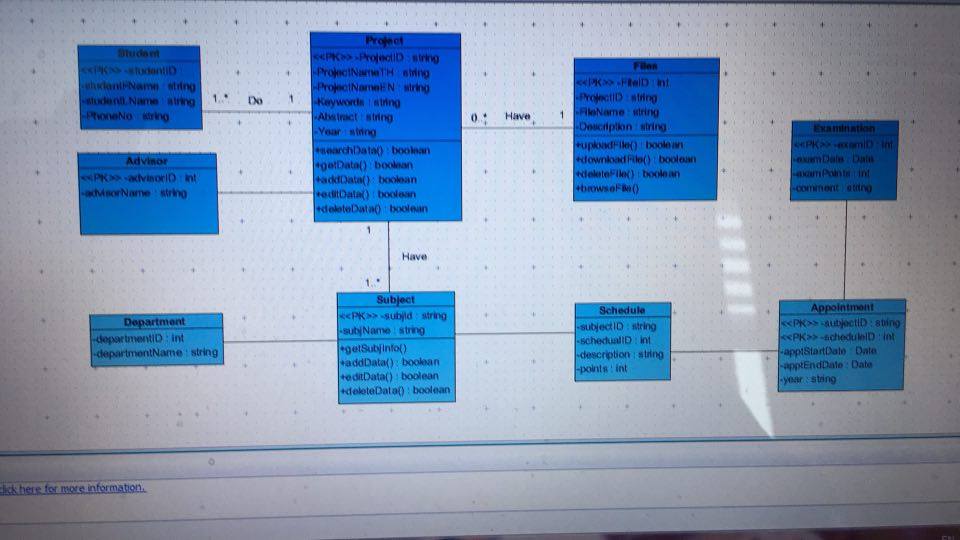 Student
<<PK>> -studentID
-studentFName : string
-studentLName : string
-PhoneNo : string
1..*
Do
1
Project
<<PK>> -ProjectID : string
-ProjectNameTH : string
-ProjectNameEN : string
-Keywords : string
-Abstract : string
-Year : string
+searchData() : boolean
+getData() : boolean
+addData() : boolean
+editData() : boolean
+deleteData() : boolean
0..*
Have
1
Files
<<PK>> -FileID : int
-ProjectID : string
-FileName : string
-Description : string
+uploadFile() : boolean
+downloadFile() : boolean
+deleteFile() : boolean
+browseFile()
Examination
<<PK>> -examID : int
-examDate : Date
-examPoints : int
-comment : string
Advisor
<<PK>> -advisorID : int
-advisorName : string
1
Have
1..*
Department
-departmentID : int
-departmentName : string
Subject
<<PK>> -subjId : string
-subjName : string
+getSubjInfo()
+addData() : boolean
+editData() : boolean
+deleteData() : boolean
Schedule
-subjectID : string
-schedualID : int
-description : string
-points : int
Appointment
<<PK>> -subjectID : string
<<PK>> -scheduleID : int
-apptStartDate : Date
-apptEndDate : Date
-year : string
click here for more information.